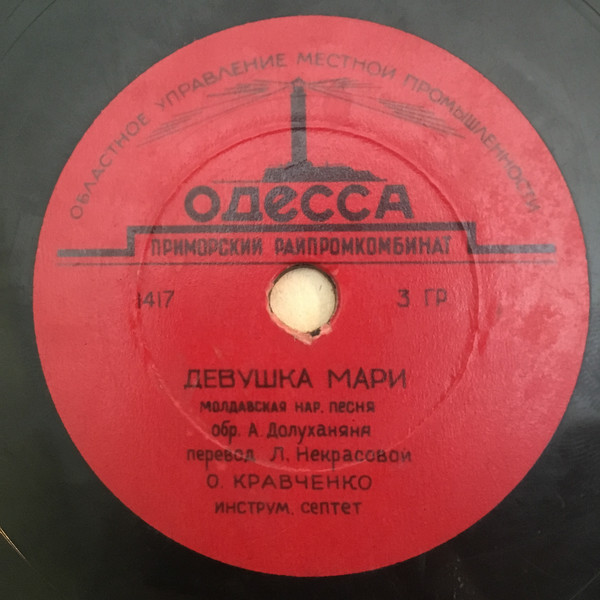 ОБЛАСТНОЕ УПРАВЛЕНИЕ МЕСТНОЙ ПРОМЫШЛЕННОСТИ
ОДЕССА
ПРИМОРСКИЙ РАЙПРОМКОМБИНАТ
1417 3 ГР
ДЕВУШКА МАРИ
МОЛДАВСКАЯ НАР. ПЕСНЯ
обр. А. Долуханяна
перевод Л. Некрасовой
О. КРАВЧЕНКО
ИНСТРУМ. септет